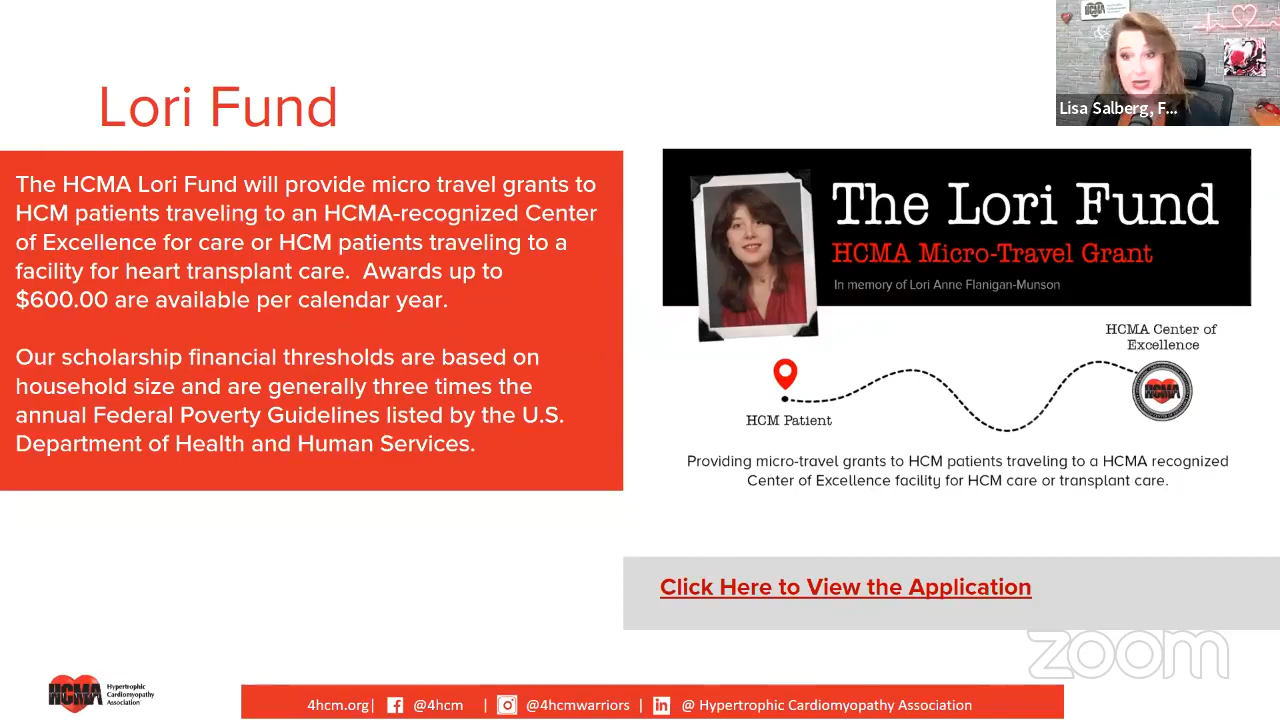 HCMA
Lisa Salberg, F...
Lori Fund
The HCMA Lori Fund will provide micro travel grants to
HCM patients traveling to an HCMA-recognized Center
of Excellence for care or HCM patients traveling to a
facility for heart transplant care.  Awards up to
$600.00 are available per calendar year.
Our scholarship financial thresholds are based on
household size and are generally three times the
annual Federal Poverty Guidelines listed by the U.S.
Department of Health and Human Services.
The Lori Fund
HCMA Micro-Travel Grant
In memory of Lori Anne Flanigan-Munson
HCMA Center of
Excellence
HCMA
HCM Patient
Providing micro-travel grants to HCM patients traveling to a HCMA recognized
Center of Excellence facility for HCM care or transplant care.
Click Here to View the Application
zoom
HCMA
Hypertrophic
Cardiomyopathy
Association
4hcm.org| @4hcm | @4hcmwarriors | @ Hypertrophic Cardiomyopathy Association